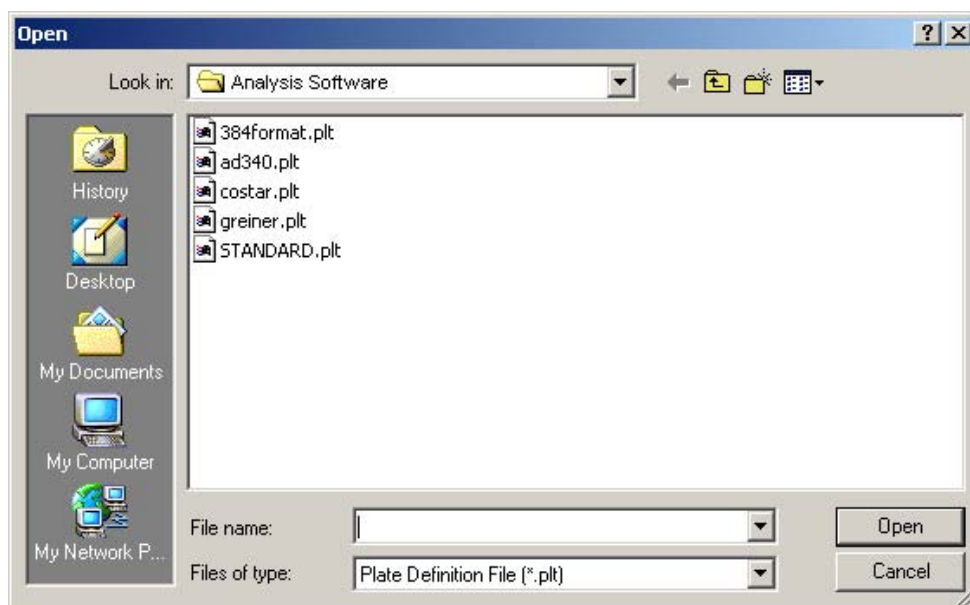 Open
Look in: Analysis Software
History
Desktop
My Documents
My Computer
My Network P...
384format.plt
ad340.plt
costar.plt
greiner.plt
STANDARD.plt
File name: Open
Files of type: Plate Definition File (*.plt) Cancel